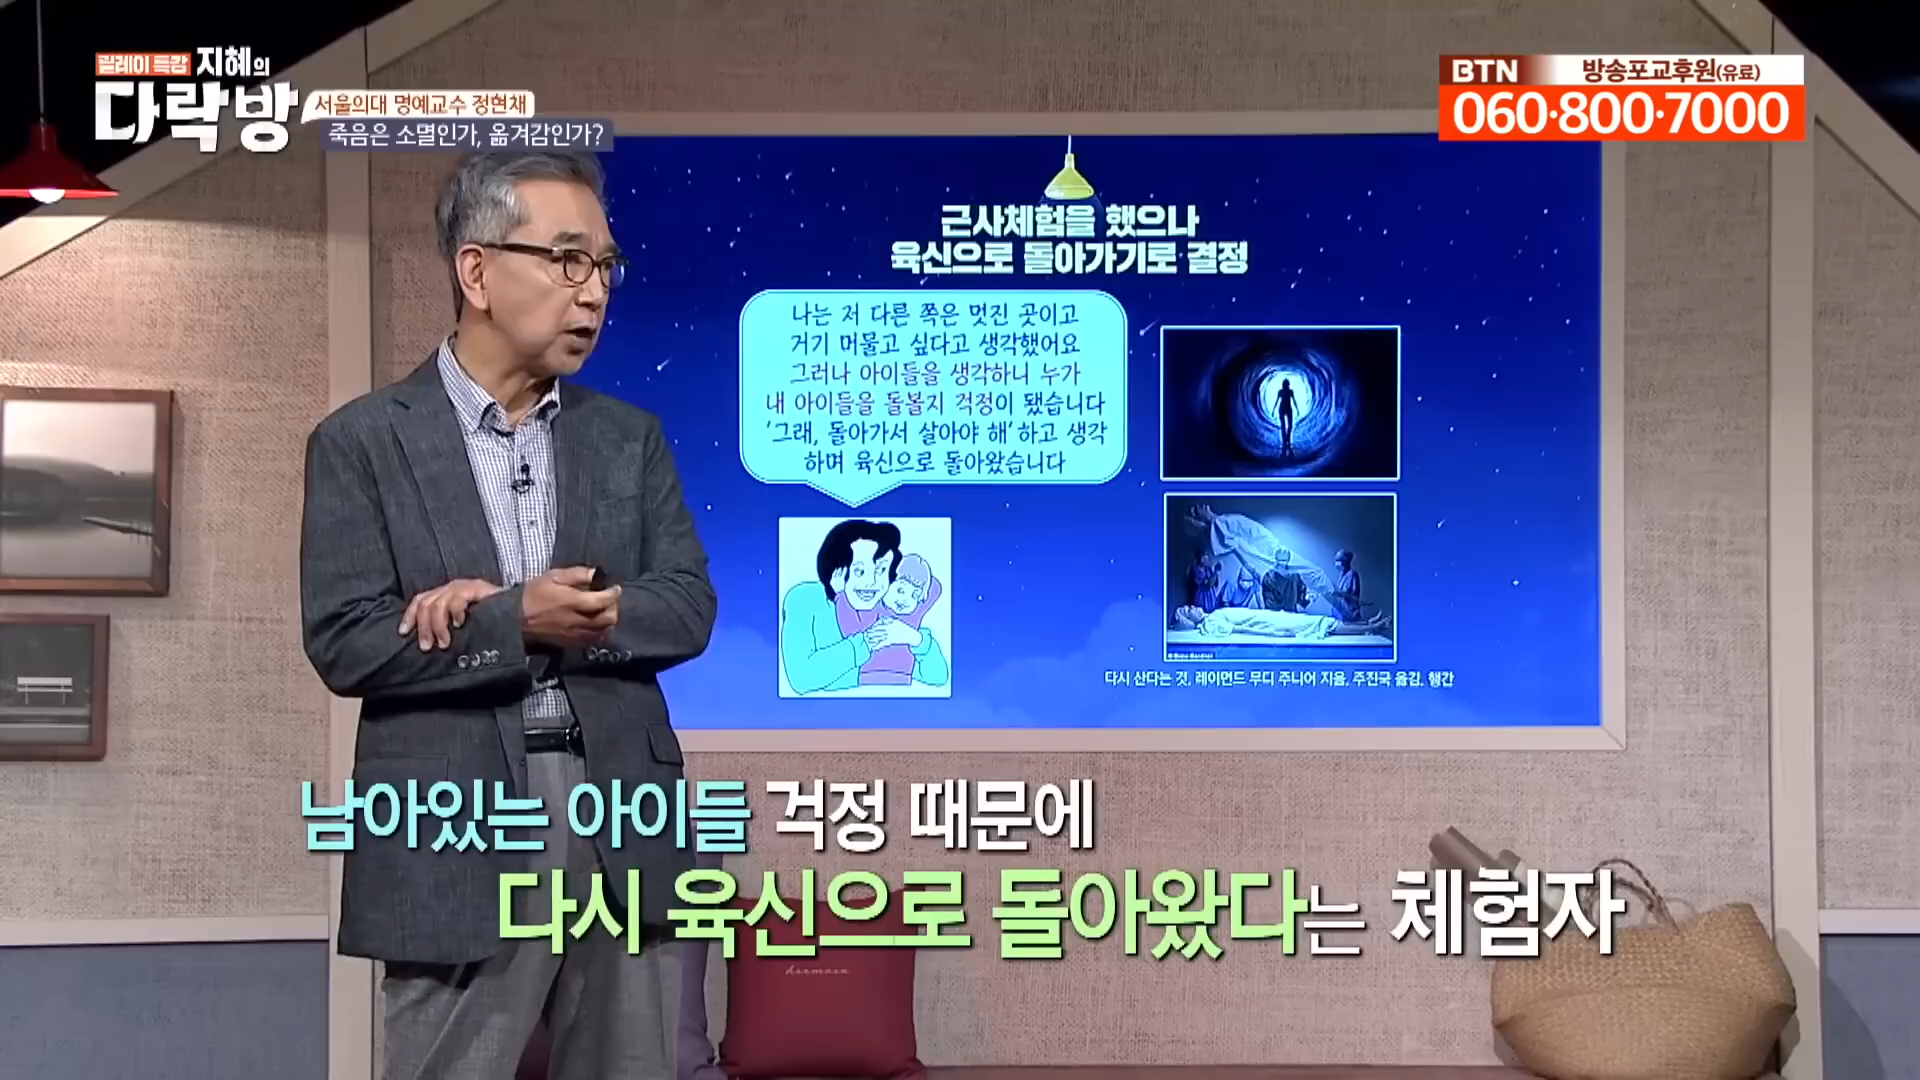 릴레이 특강 지혜의
다락방
서울의대 명예교수 정현채
죽음은 소멸인가, 옮겨감인가?
BTN 방송포교후원(유료)
060·800·7000
근사체험을 했으나
육신으로 돌아가기로 결정
나는 저 다른 쪽은 멋진 곳이고
거기 머물고 싶다고 생각했어요
그러나 아이들을 생각하니 누가
내 아이들을 돌볼지 걱정이 됐습니다
'그래, 돌아가서 살아야 해'하고 생각
하며 육신으로 돌아왔습니다
다시 산다는 것, 레이먼드 무디 주니어 지음, 주진국 옮김. 행간
남아있는 아이들 걱정 때문에
다시 육신으로 돌아왔다는 체험자